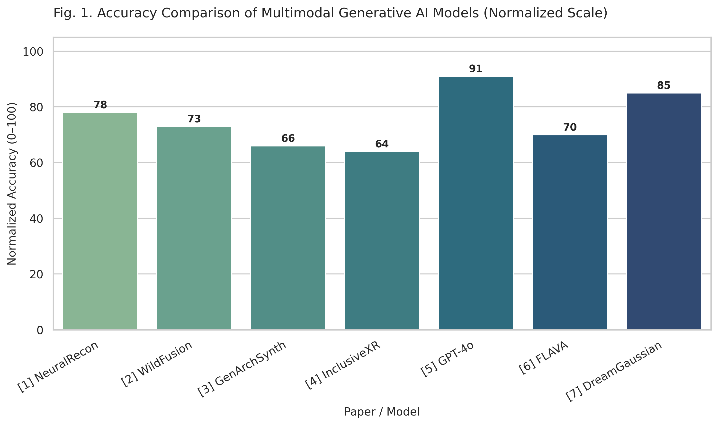 Fig. 1. Accuracy Comparison of Multimodal Generative AI Models (Normalized Scale)
Normalized Accuracy (0–100)
100
80
60
40
20
0
78
73
66
64
91
70
85
[1] NeuralRecon
[2] WildFusion
[3] GenArchSynth
[4] InclusiveXR
[5] GPT-4o
[6] FLAVA
[7] DreamGaussian
Paper / Model